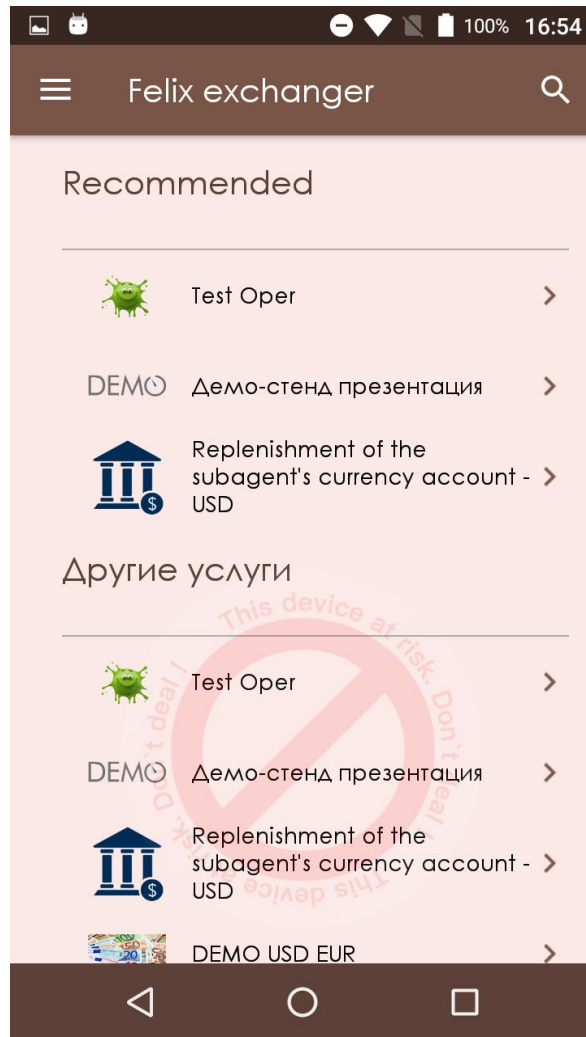 100% 16:54
Felix exchanger
Recommended
Test Oper
DEMO
Демо-стенд презентация
Replenishment of the
subagent's currency account -
USD
$
Другие услуги
This device at risk. Don`t deal !
This device at risk. Don`t deal !
Test Oper
DEMO
Демо-стенд презентация
Replenishment of the
subagent's currency account -
USD
$
DEMO USD EUR